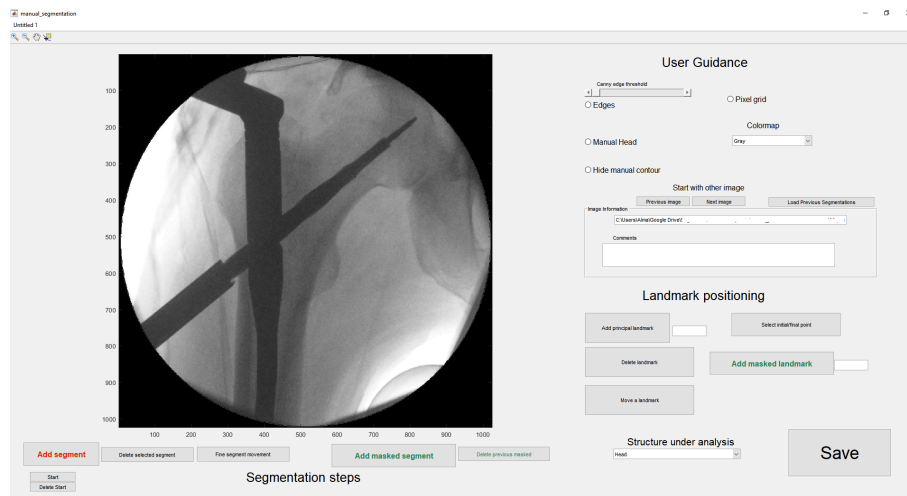 manual_segmentation
Untitled 1
User Guidance
Canny edge threshold
Edges
Pixel grid
Colormap
Manual Head
Gray
Hide manual contour
Start with other image
Previous image
Next image
Load Previous Segmentations
Image Information
C:\Users\Alma\Google Drive\
Comments
Landmark positioning
Add principal landmark
Select initial/final point
Delete landmark
Add masked landmark
Move a landmark
Structure under analysis
Head
Save
100
200
300
400
500
600
700
800
900
1000
100 200 300 400 500 600 700 800 900 1000
Add segment
Delete selected segment
Fine segment movement
Add masked segment
Delete previous masked
Start
Delete Start
Segmentation steps